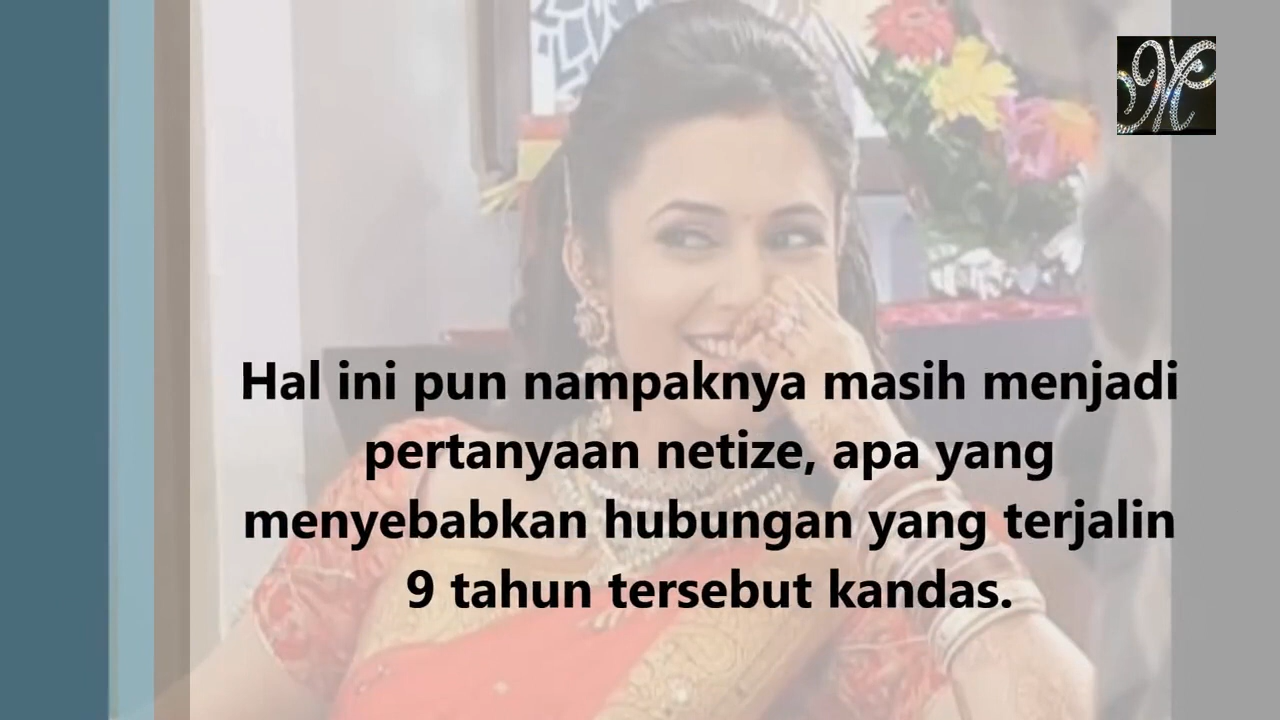 Hal ini pun nampaknya masih menjadi
pertanyaan netize, apa yang
menyebabkan hubungan yang terjalin
9 tahun tersebut kandas.